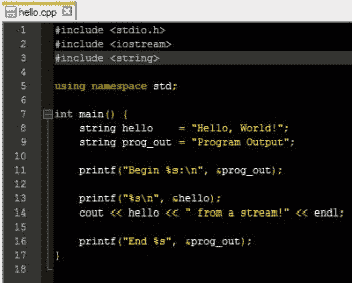 hello.cpp
1 #include <stdio.h>
2 #include <iostream>
3 #include <string>
4
5 using namespace std;
6
7 int main() {
8 string hello    = "Hello, World!";
9 string prog_out = "Program Output";
10
11 printf("Begin %s:\n", &prog_out);
12
13 printf("%s\n", &hello);
14 cout << hello << " from a stream!" << endl;
15
16 printf("End %s", &prog_out);
17 }
18